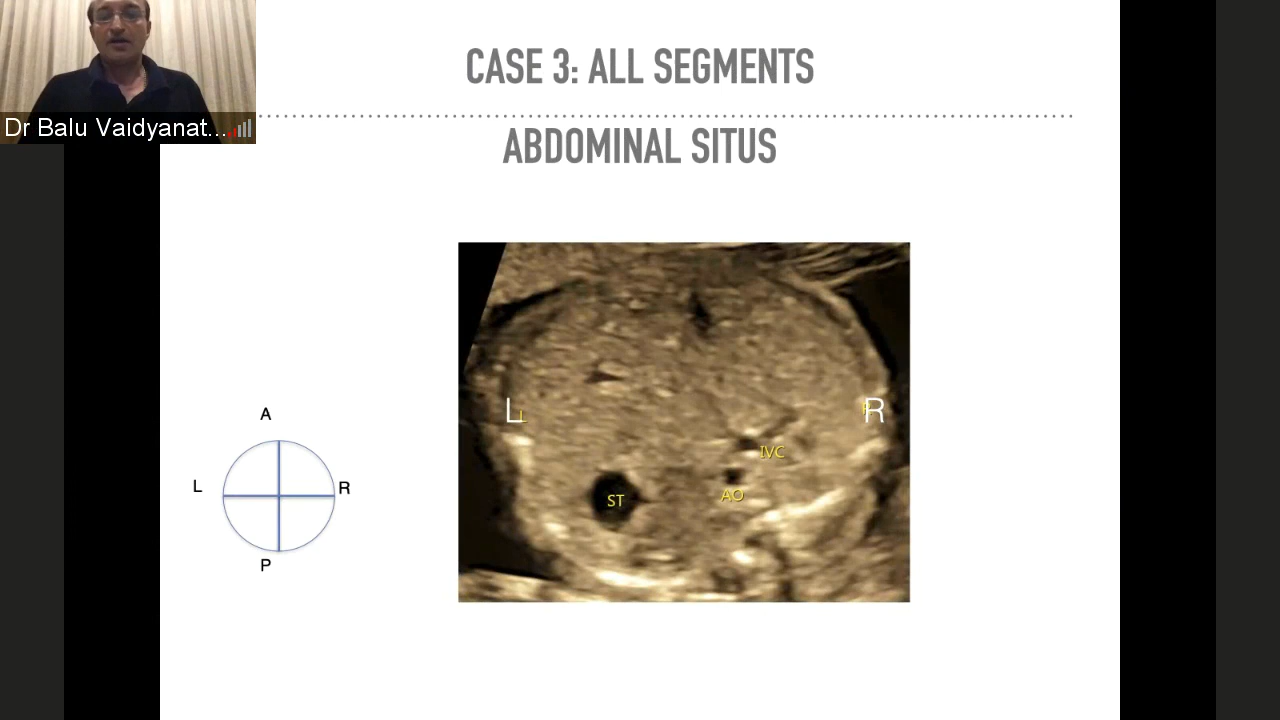 Dr Balu Vaidyanat...
CASE 3: ALL SEGMENTS
ABDOMINAL SITUS
A
L
R
P
L
L
R
IVC
ST
AO